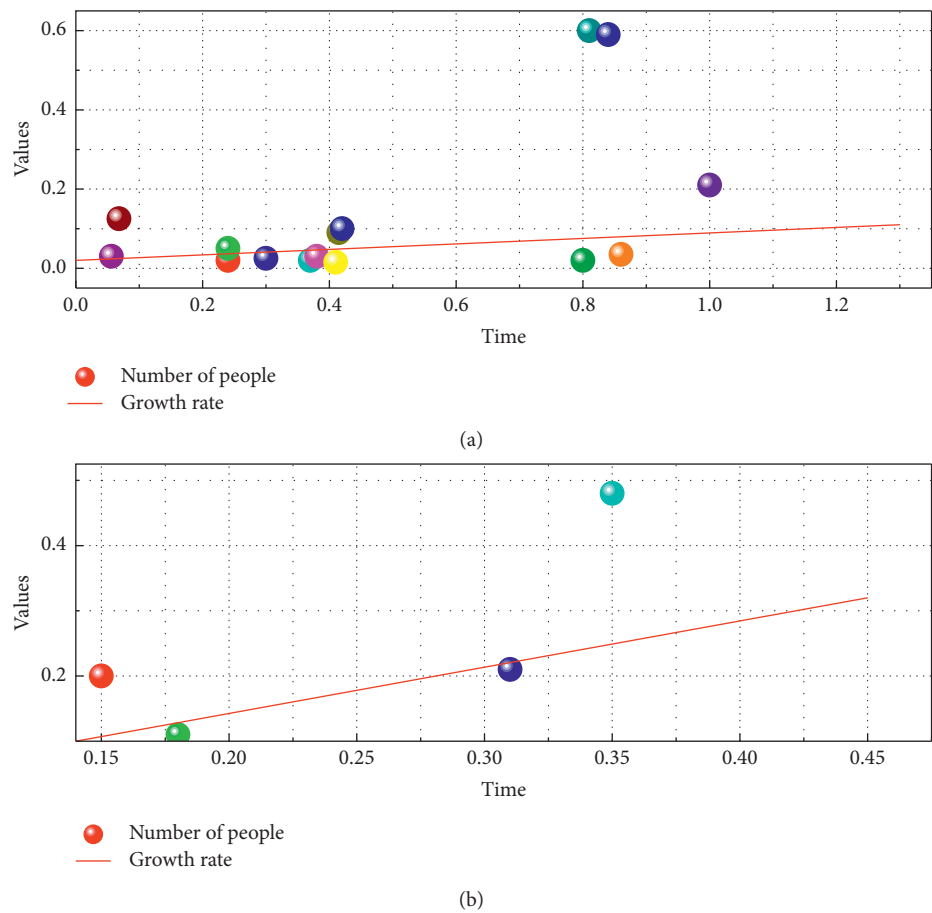 0.6
0.4
0.2
0.0
Values
0.0 0.2 0.4 0.6 0.8 1.0 1.2
Time
Number of people
Growth rate
(a)
0.4
0.2
Values
0.15 0.20 0.25 0.30 0.35 0.40 0.45
Time
Number of people
Growth rate
(b)